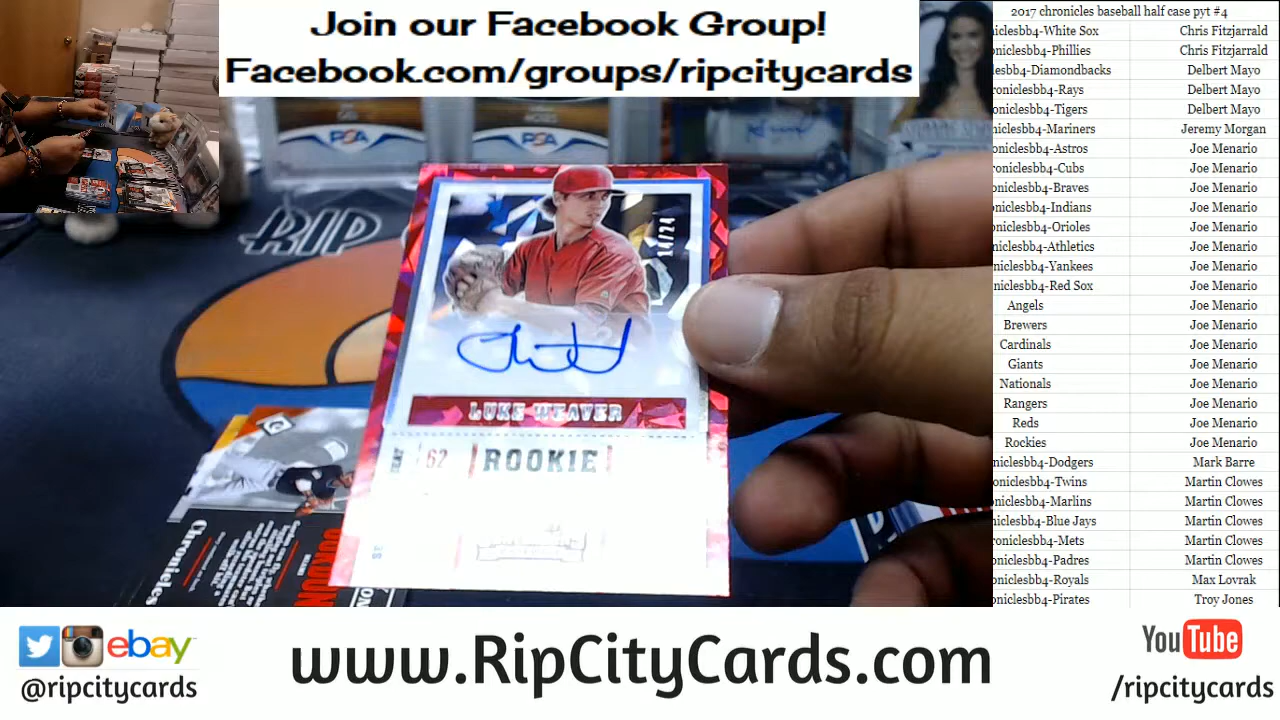 Join our Facebook Group!
Facebook.com/groups/ripcitycards
2017 chronicles baseball half case pyt #4
niclesbb4-White Sox Chris Fitzjarrald
oniclesbb4-Phillies Chris Fitzjarrald
lesbb4-Diamondbacks Delbert Mayo
roniclesbb4-Rays Delbert Mayo
oniclesbb4-Tigers Delbert Mayo
niclesbb4-Mariners Jeremy Morgan
oniclesbb4-Astros Joe Menario
roniclesbb4-Cubs Joe Menario
oniclesbb4-Braves Joe Menario
oniclesbb4-Indians Joe Menario
oniclesbb4-Orioles Joe Menario
niclesbb4-Athletics Joe Menario
niclesbb4-Yankees Joe Menario
niclesbb4-Red Sox Joe Menario
Angels Joe Menario
Brewers Joe Menario
Cardinals Joe Menario
Giants Joe Menario
Nationals Joe Menario
Rangers Joe Menario
Reds Joe Menario
Rockies Joe Menario
niclesbb4-Dodgers Mark Barre
oniclesbb4-Twins Martin Clowes
niclesbb4-Marlins Martin Clowes
niclesbb4-Blue Jays Martin Clowes
oniclesbb4-Mets Martin Clowes
oniclesbb4-Padres Martin Clowes
oniclesbb4-Royals Max Lovrak
oniclesbb4-Pirates Troy Jones
PSA
PSA
RIP
14/24
LUKE WEAVER
SEAT 62 ROOKIE
Chronicles
ebay
@ripcitycards
www.RipCityCards.com
YouTube
/ripcitycards